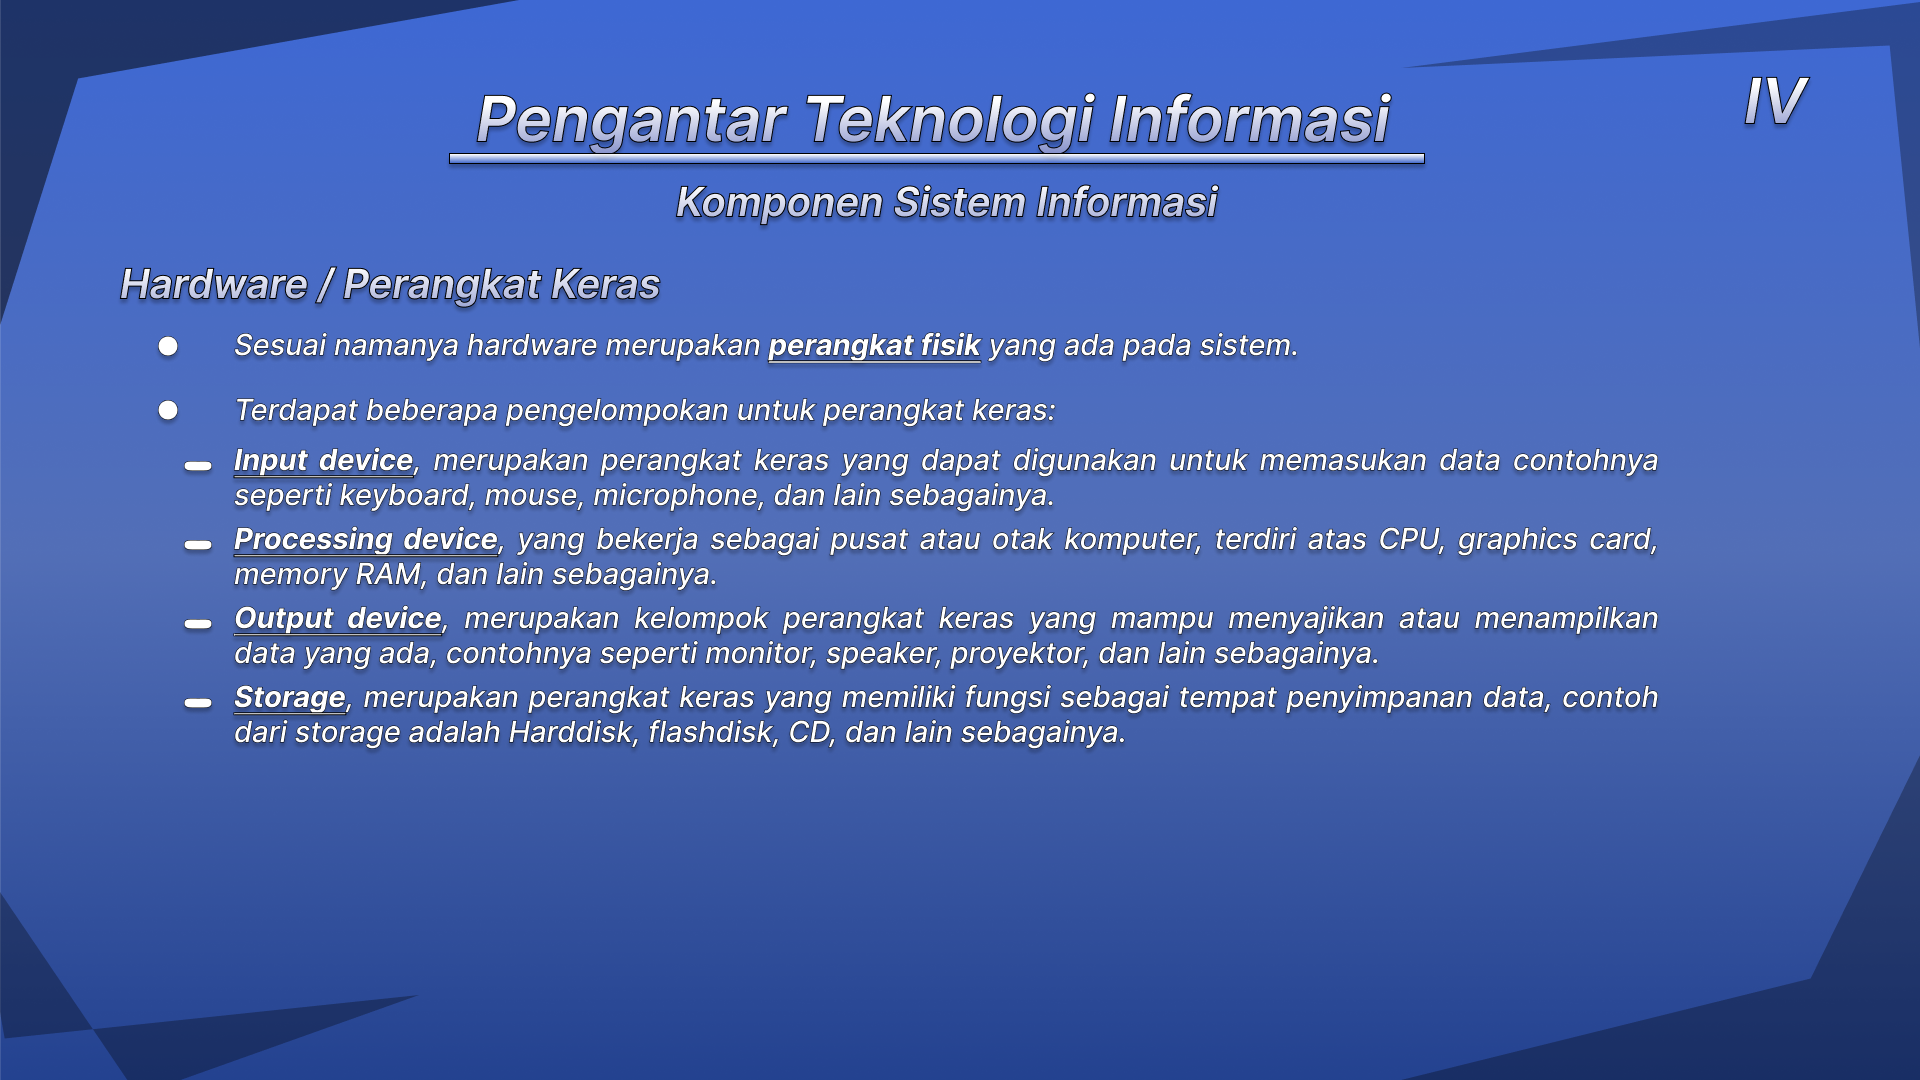 Pengantar Teknologi Informasi
IV
Komponen Sistem Informasi
Hardware / Perangkat Keras
● Sesuai namanya hardware merupakan perangkat fisik yang ada pada sistem.
● Terdapat beberapa pengelompokan untuk perangkat keras:
- Input device, merupakan perangkat keras yang dapat digunakan untuk memasukan data contohnya
seperti keyboard, mouse, microphone, dan lain sebagainya.
- Processing device, yang bekerja sebagai pusat atau otak komputer, terdiri atas CPU, graphics card,
memory RAM, dan lain sebagainya.
- Output device, merupakan kelompok perangkat keras yang mampu menyajikan atau menampilkan
data yang ada, contohnya seperti monitor, speaker, proyektor, dan lain sebagainya.
- Storage, merupakan perangkat keras yang memiliki fungsi sebagai tempat penyimpanan data, contoh
dari storage adalah Harddisk, flashdisk, CD, dan lain sebagainya.